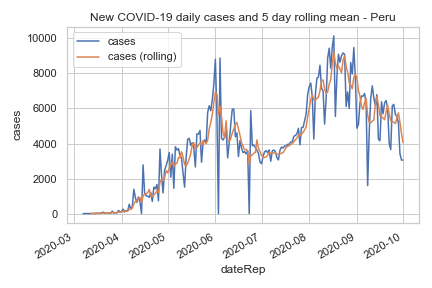 New COVID-19 daily cases and 5 day rolling mean - Peru
cases
cases (rolling)
10000
8000
6000
4000
2000
0
cases
2020-03
2020-04
2020-05
2020-06
2020-07
2020-08
2020-09
2020-10
dateRep